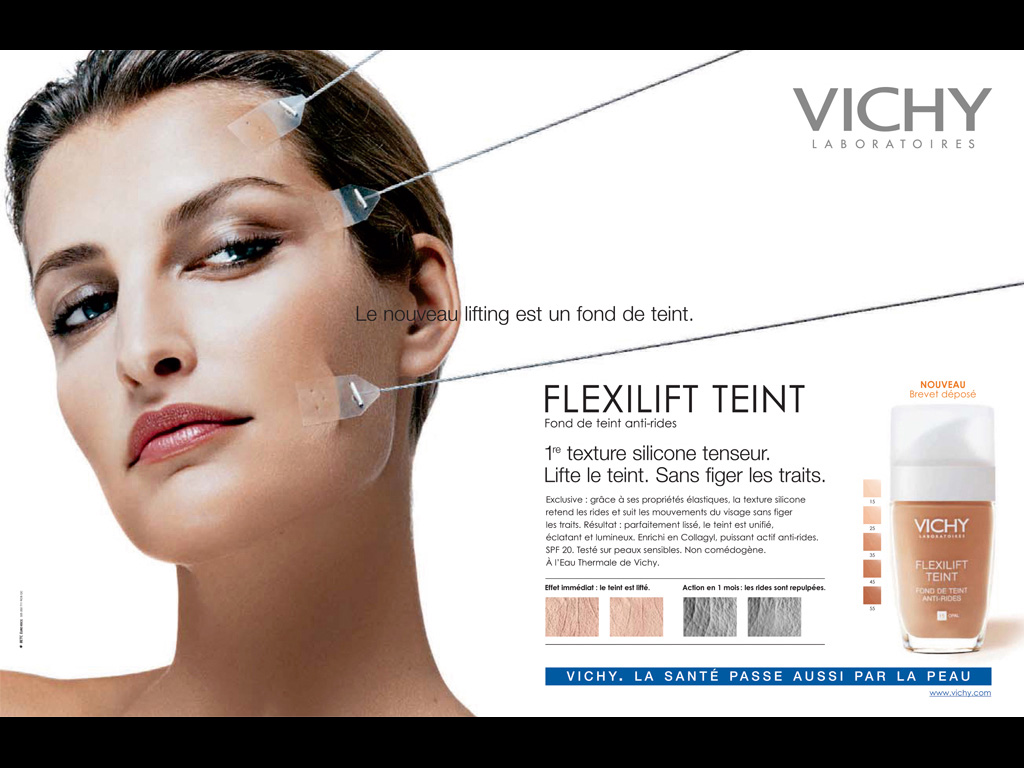 VICHY
LABORATOIRES
Le nouveau lifting est un fond de teint.
FLEXILIFT TEINT
Fond de teint anti-rides
1re texture silicone tenseur.
Lifte le teint. Sans figer les traits.
Exclusive : grâce à ses propriétés élastiques, la texture silicone
retend les rides et suit les mouvements du visage sans figer
les traits. Résultat : parfaitement lissé, le teint est unifié,
éclatant et lumineux. Enrichi en Collagyl, puissant actif anti-rides.
SPF 20. Testé sur peaux sensibles. Non comédogène.
À l'Eau Thermale de Vichy.
Effet immédiat : le teint est lifté.
Action en 1 mois : les rides sont repulpées.
NOUVEAU
Brevet déposé
15
25
35
45
55
VICHY
LABORATOIRES
FLEXILIFT
TEINT
FOND DE TEINT
ANTI-RIDES
VICHY. LA SANTÉ PASSE AUSSI PAR LA PEAU
www.vichy.com